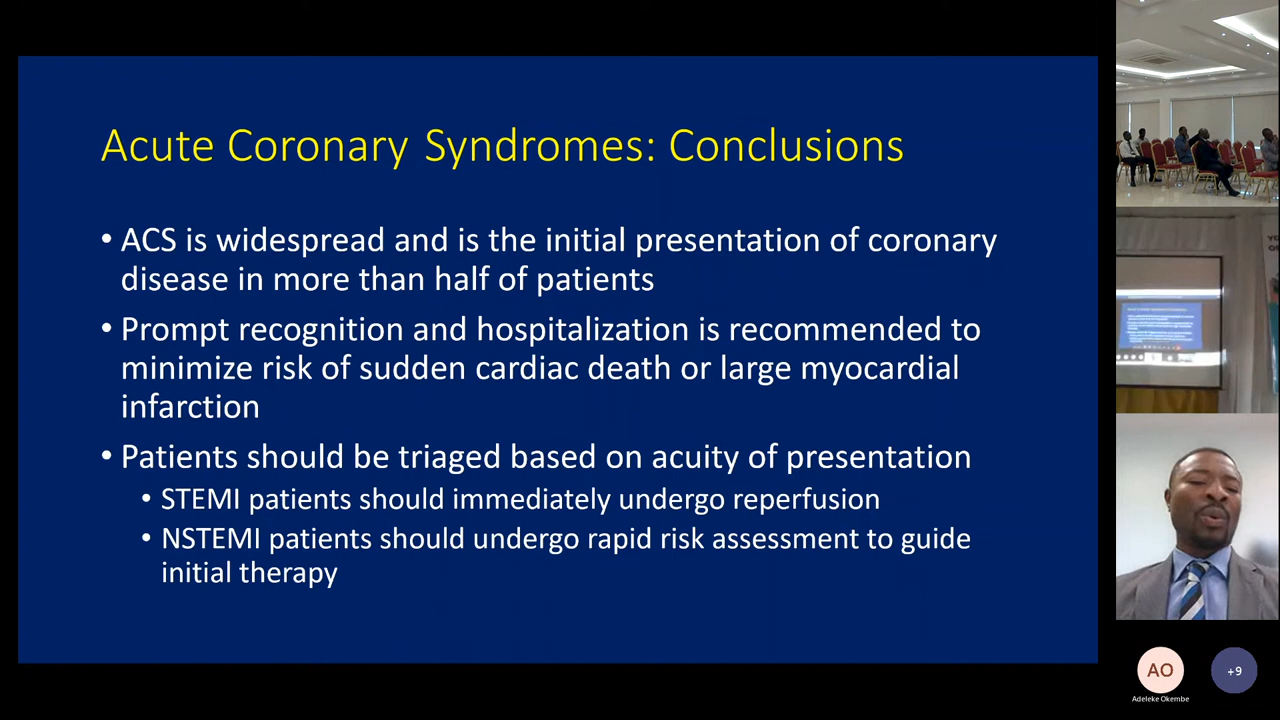 Acute Coronary Syndromes: Conclusions
• ACS is widespread and is the initial presentation of coronary
disease in more than half of patients
• Prompt recognition and hospitalization is recommended to
minimize risk of sudden cardiac death or large myocardial
infarction
• Patients should be triaged based on acuity of presentation
• STEMI patients should immediately undergo reperfusion
• NSTEMI patients should undergo rapid risk assessment to guide
initial therapy
AO
+9
Adeleke Okembe